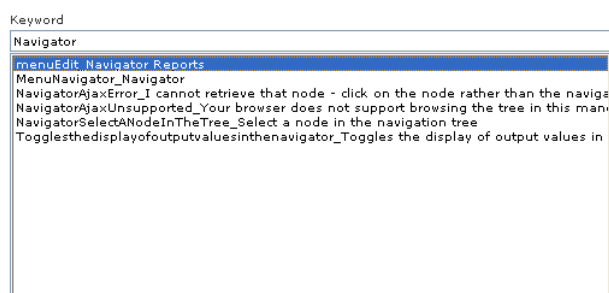 Keyword
Navigator
menuEdit_Navigator Reports
MenuNavigator_Navigator
NavigatorAjaxError_I cannot retrieve that node - click on the node rather than the naviga
NavigatorAjaxUnsupported_Your browser does not support browsing the tree in this man
NavigatorSelectANodeInTheTree_Select a node in the navigation tree
Togglesthedisplayofoutputvaluesinthenavigator_Toggles the display of output values in